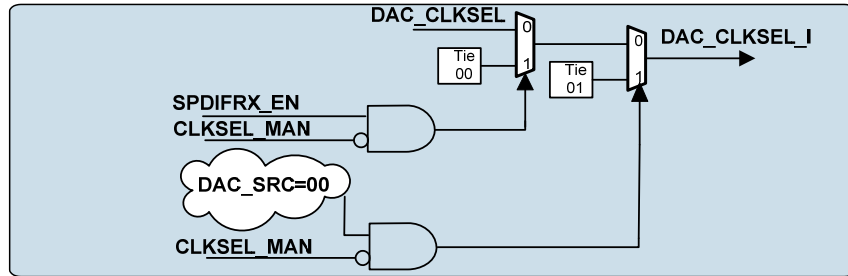 DAC_CLKSEL
0
DAC_CLKSEL_I
0
Tie
00
1
Tie
01
1
SPDIFRX_EN
CLKSEL_MAN
DAC_SRC=00
CLKSEL_MAN